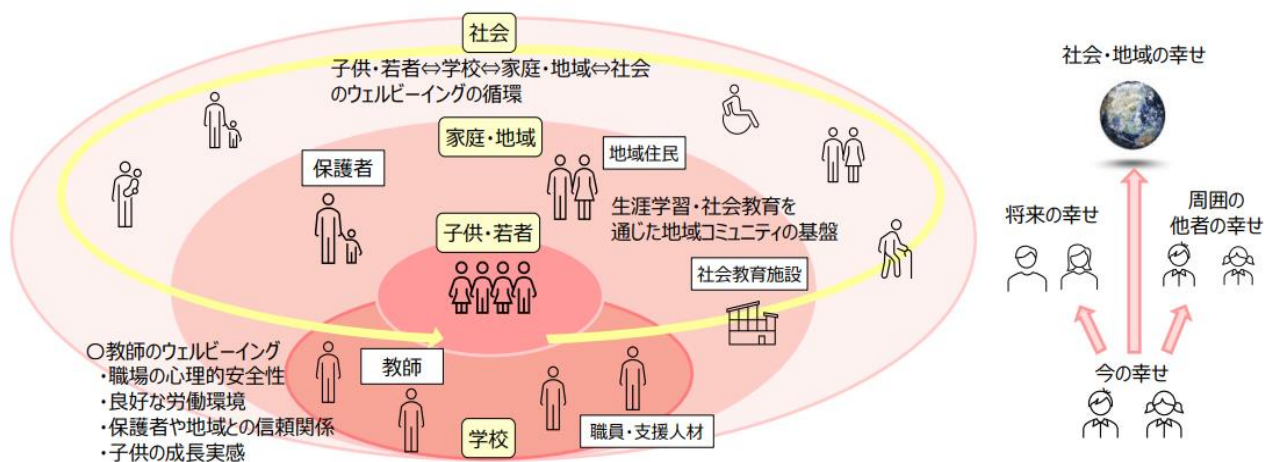 社会
子供・若者⇔学校⇔家庭・地域⇔社会
のウェルビーイングの循環
家庭・地域
地域住民
保護者
生涯学習・社会教育を
通じた地域コミュニティの基盤
子供・若者
社会教育施設
〇教師のウェルビーイング
・職場の心理的安全性
・良好な労働環境
・保護者や地域との信頼関係
・子供の成長実感
教師
職員・支援人材
学校
社会・地域の幸せ
将来の幸せ
周囲の
他者の幸せ
今の幸せ